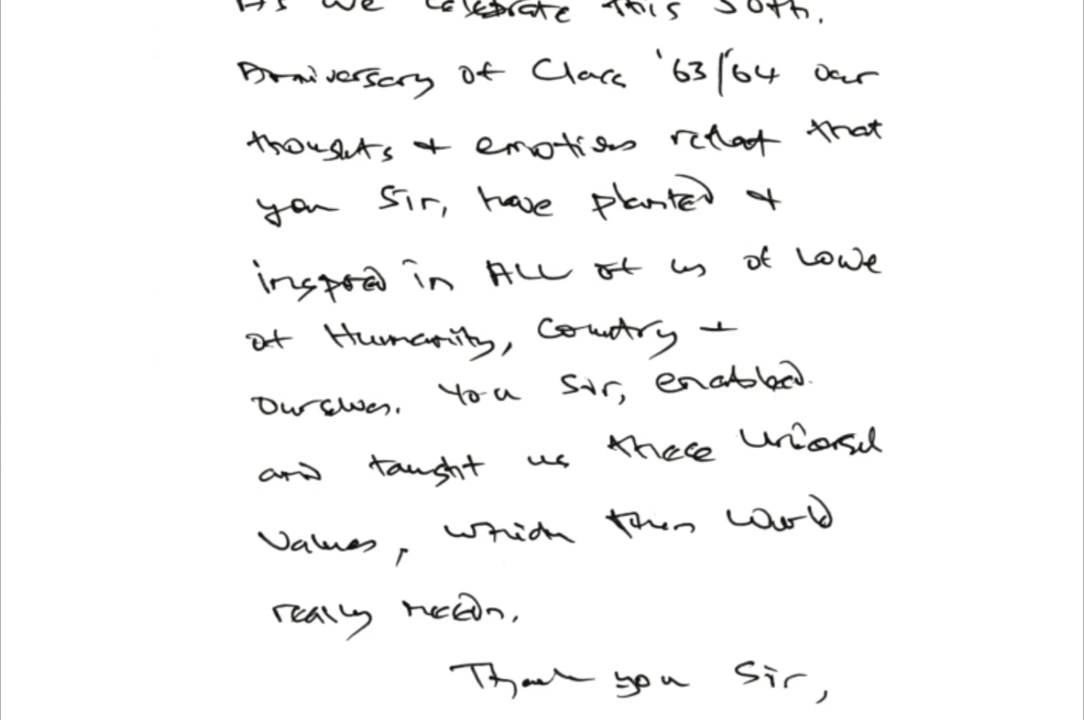 As we celebrate this 50th.
Anniversary of Class '63/'64 our
thoughts + emotions reflect that
you Sir, have planted +
inspired in ALL of us of Love
of Humanity, Country +
Ourselves. You Sir, enabled
and taught us these Universal
Values, which this World
really needs.
Thank you Sir,